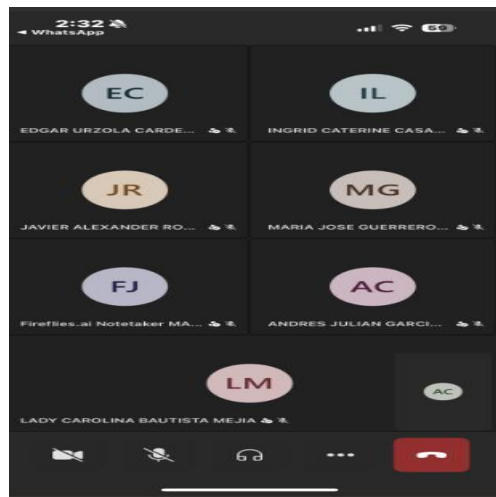 2:32
◄ WhatsApp
59
EC
IL
EDGAR URZOLA CARDE...
INGRID CATERINE CASA...
JR
MG
JAVIER ALEXANDER RO...
MARIA JOSE GUERRERO...
FJ
AC
Fireflies.ai Notetaker MA...
ANDRES JULIAN GARCI...
LM
AC
LADY CAROLINA BAUTISTA MEJIA